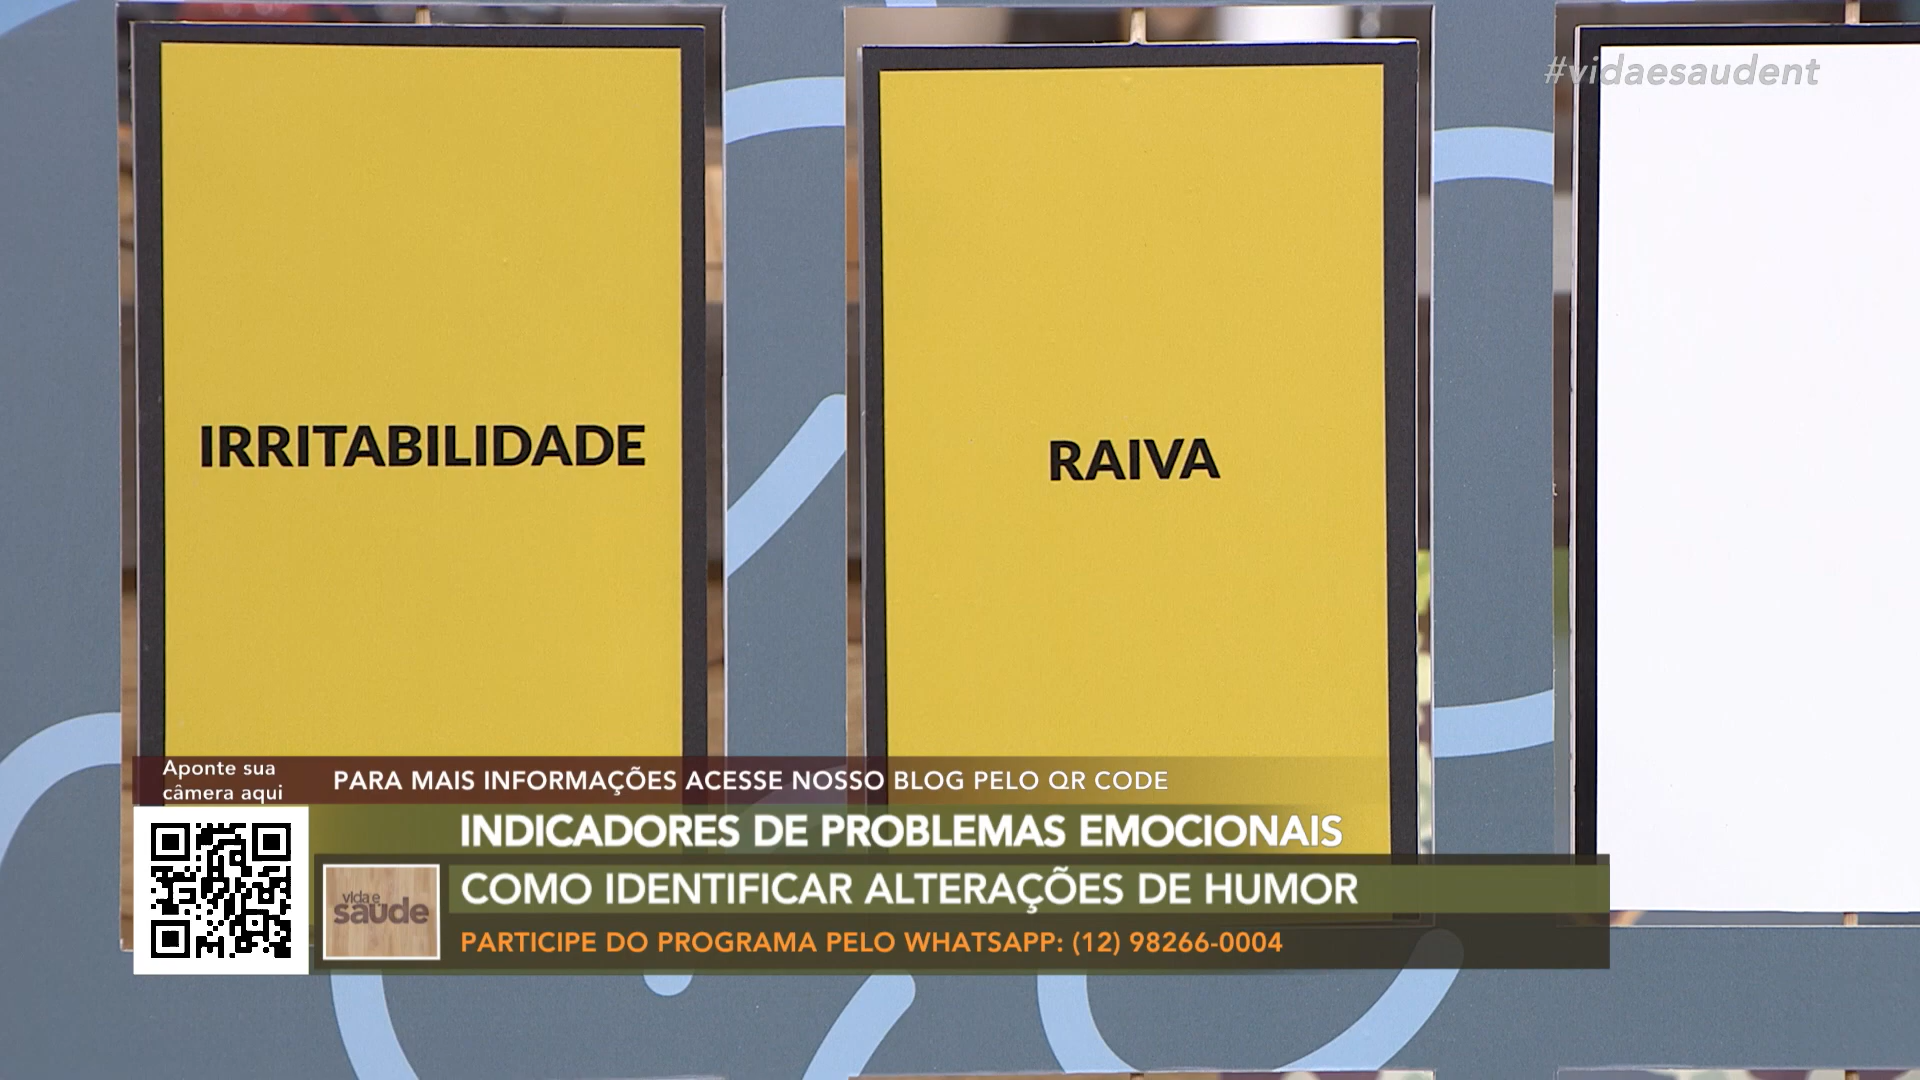 #vidaesaudent
IRRITABILIDADE
RAIVA
Aponte sua
câmera aqui
PARA MAIS INFORMAÇÕES ACESSE NOSSO BLOG PELO QR CODE
INDICADORES DE PROBLEMAS EMOCIONAIS
vida e
saúde
COMO IDENTIFICAR ALTERAÇÕES DE HUMOR
PARTICIPE DO PROGRAMA PELO WHATSAPP: (12) 98266-0004